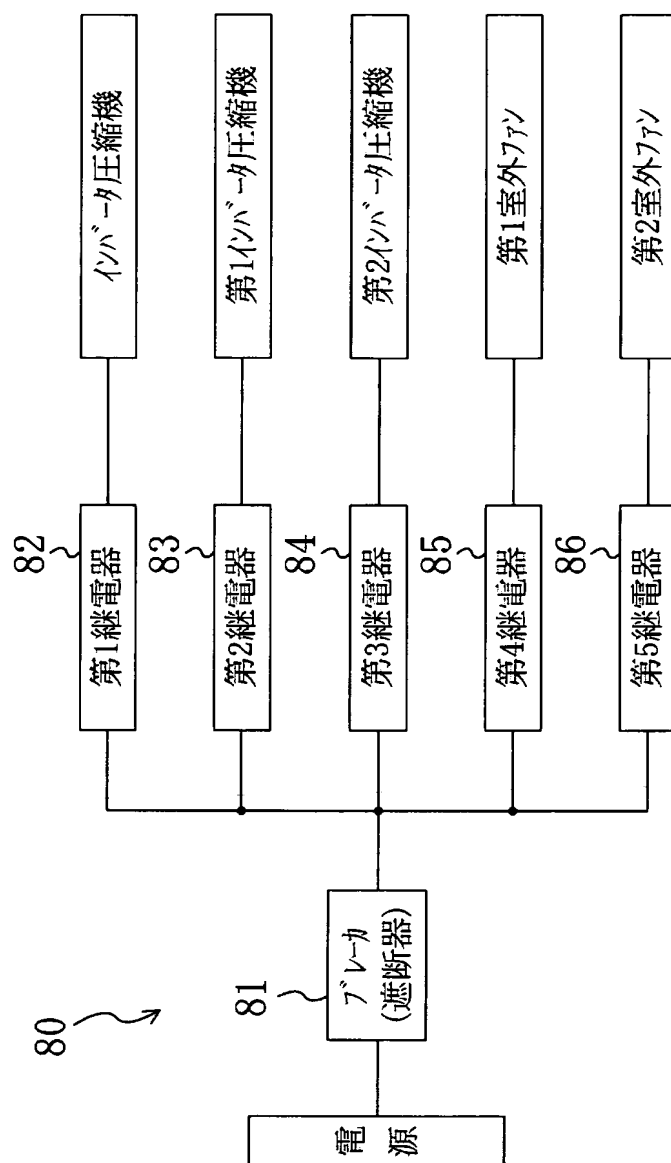 80
電源
81
ブレーカ
(遮断器)
82
第1継電器
インバータ圧縮機
83
第2継電器
第1インバータ圧縮機
84
第3継電器
第2インバータ圧縮機
85
第4継電器
第1室外ファン
86
第5継電器
第2室外ファン